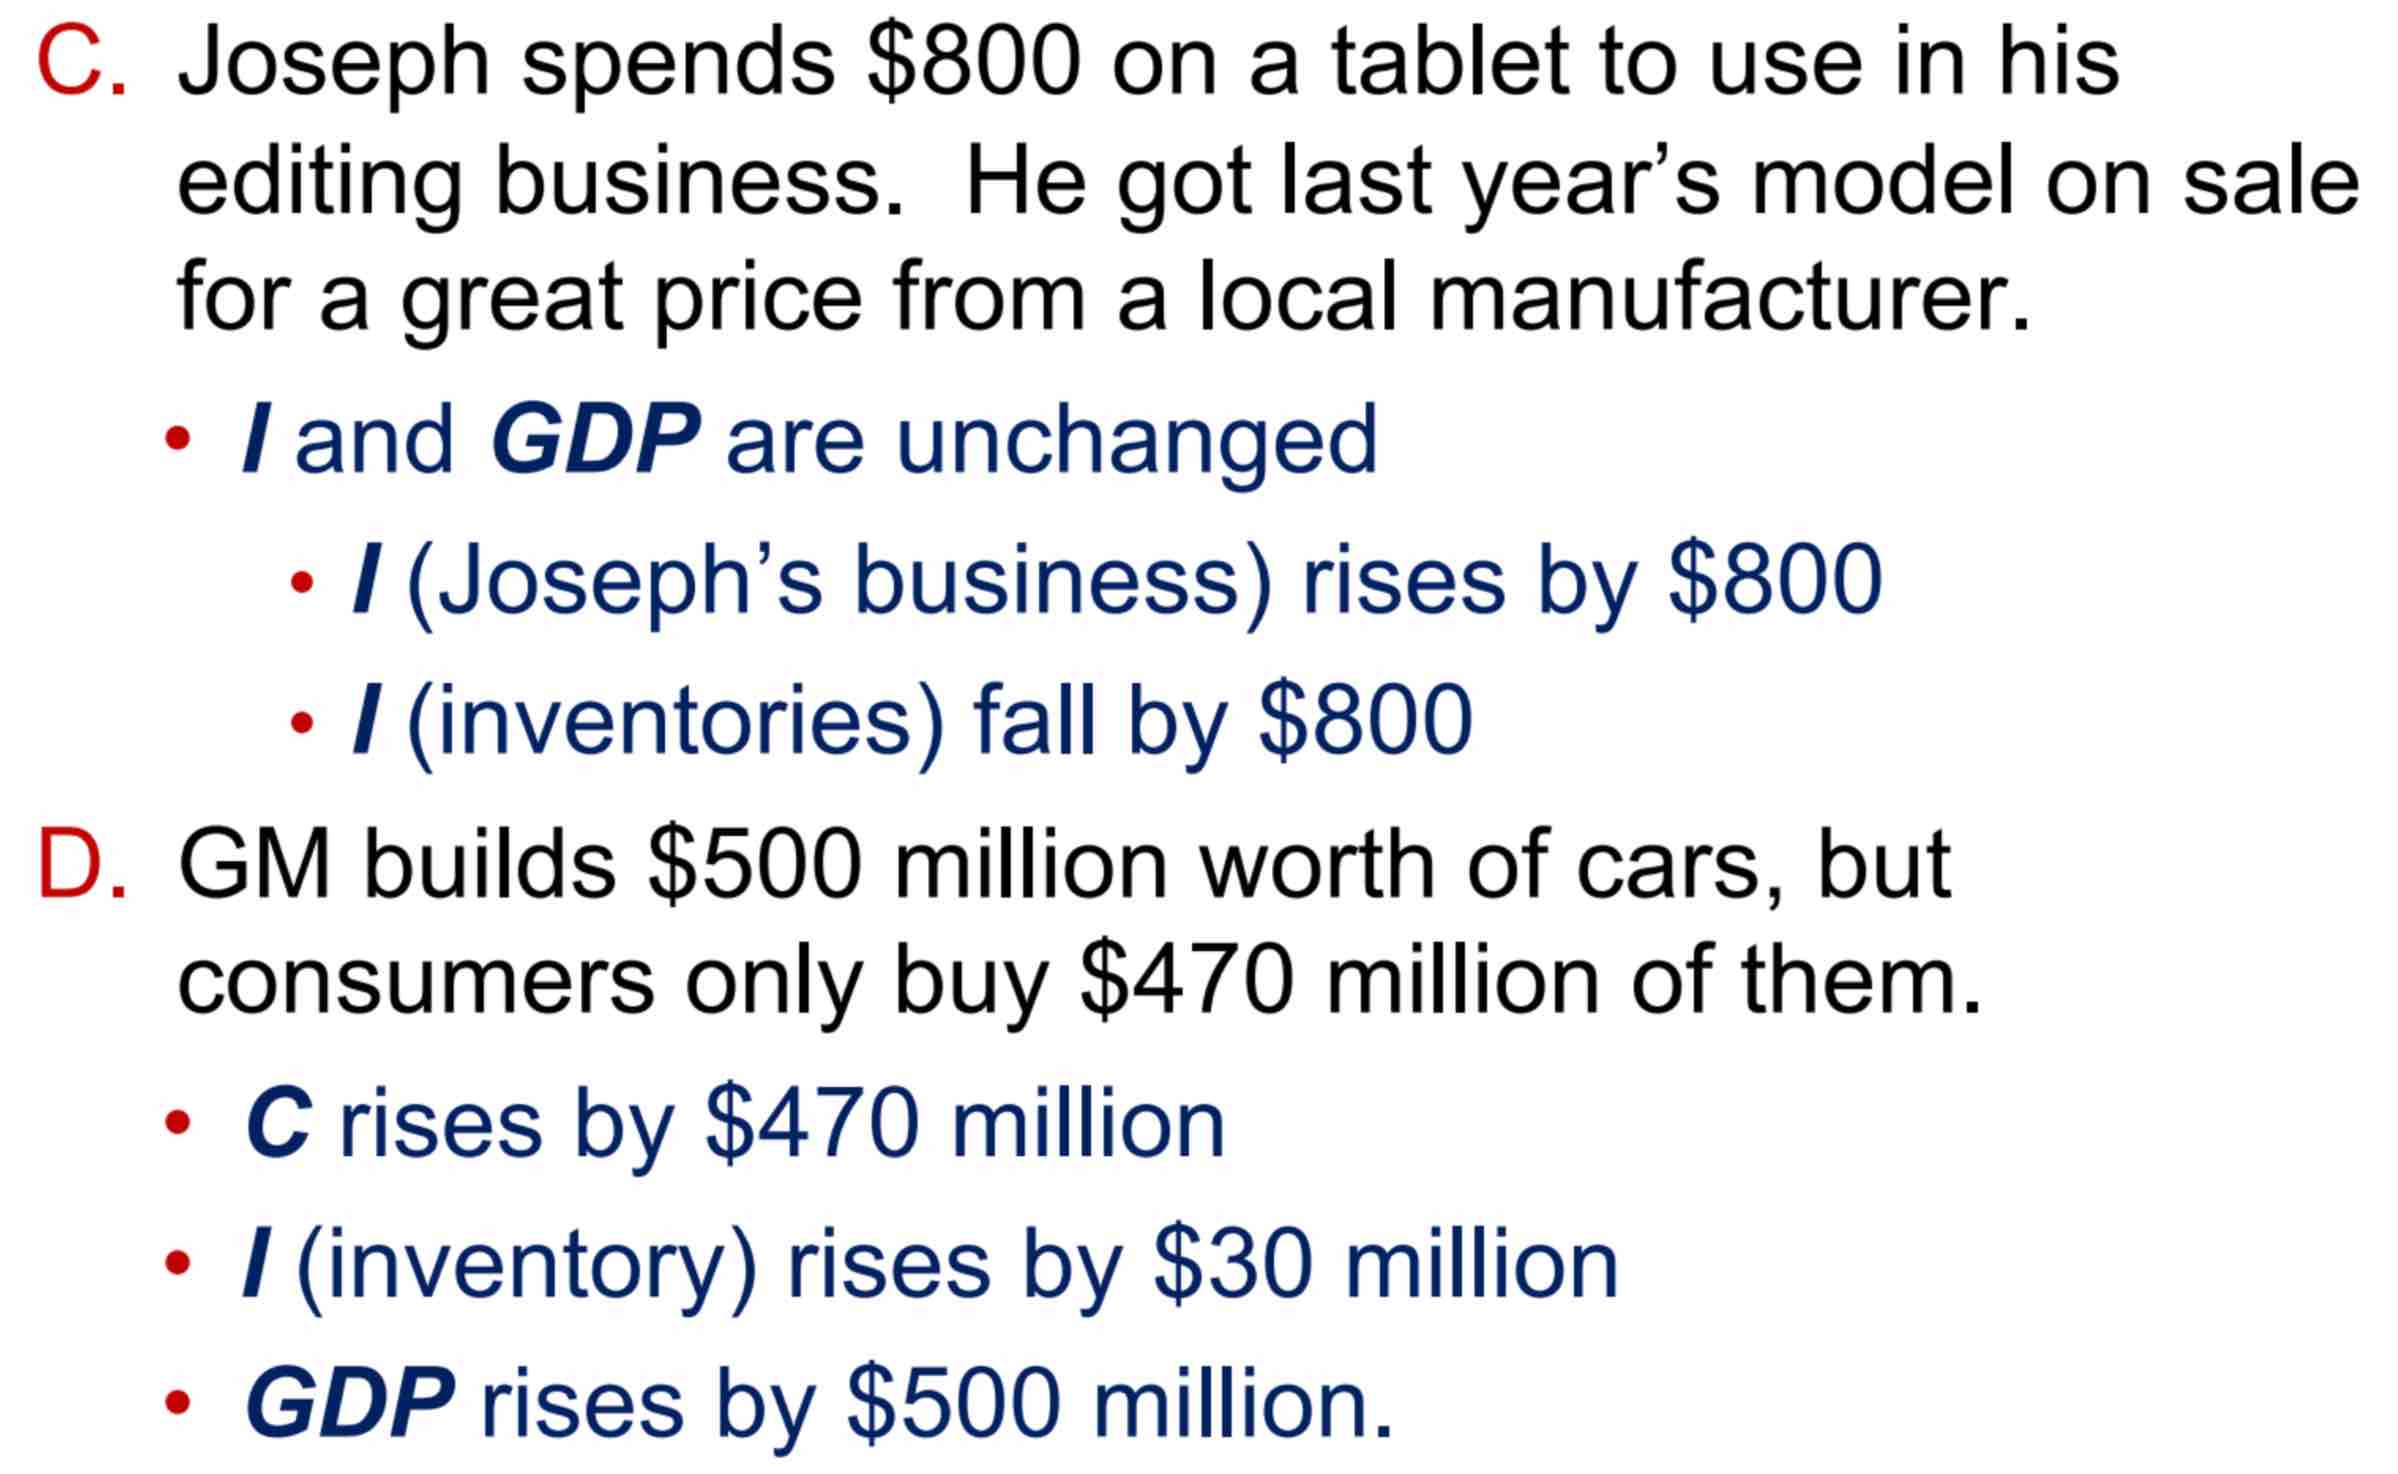 C. Joseph spends $800 on a tablet to use in his
editing business.  He got last year’s model on sale
for a great price from a local manufacturer.
• I and GDP are unchanged
• I (Joseph’s business) rises by $800
• I (inventories) fall by $800
D. GM builds $500 million worth of cars, but
consumers only buy $470 million of them.
• C rises by $470 million
• I (inventory) rises by $30 million
• GDP rises by $500 million.